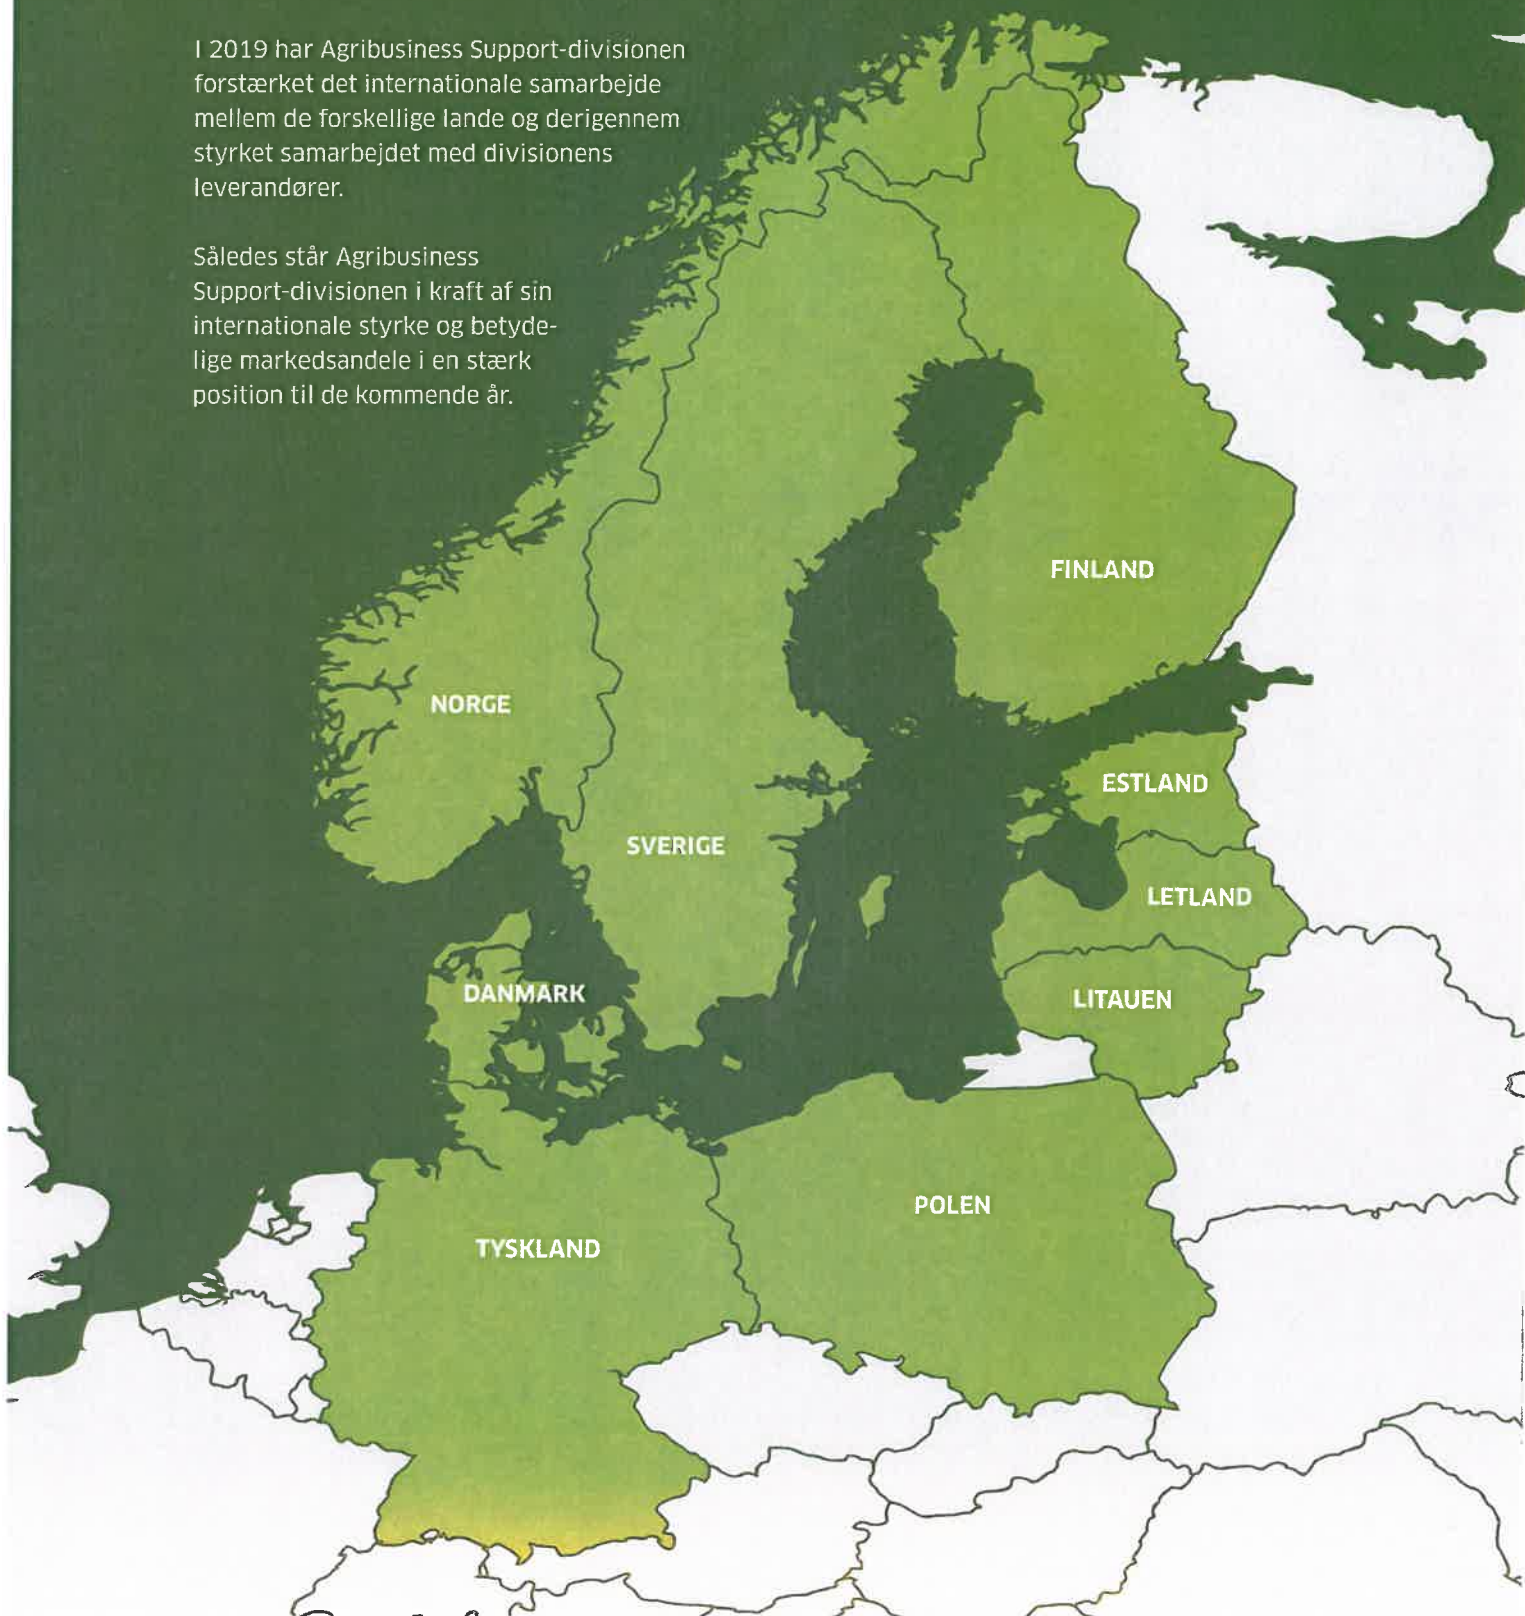 I 2019 har Agribusiness Support-divisionen
forstærket det internationale samarbejde
mellem de forskellige lande og derigennem
styrket samarbejdet med divisionens
leverandører.
Således står Agribusiness
Support-divisionen i kraft af sin
internationale styrke og betyde-
lige markedsandele i en stærk
position til de kommende år.
FINLAND
NORGE
ESTLAND
SVERIGE
LETLAND
DANMARK
LITAUEN
POLEN
TYSKLAND